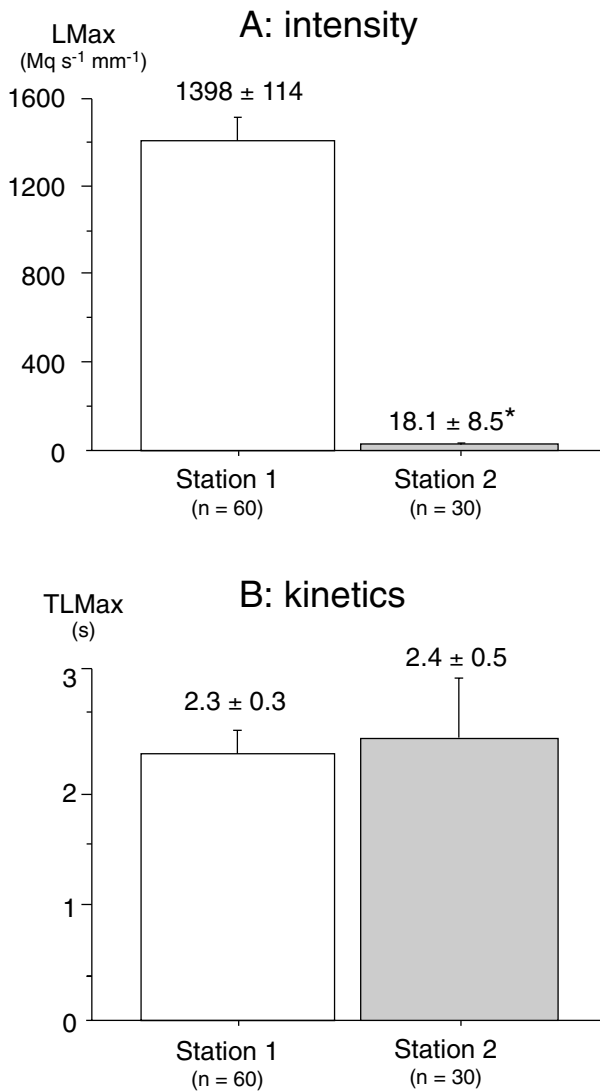 A: intensity
LMax
(Mq s⁻¹ mm⁻¹)
1600
1200
800
400
0
1398 ± 114
18.1 ± 8.5*
Station 1
(n = 60)
Station 2
(n = 30)
B: kinetics
TLMax
(s)
3
2
1
0
2.3 ± 0.3
2.4 ± 0.5
Station 1
(n = 60)
Station 2
(n = 30)